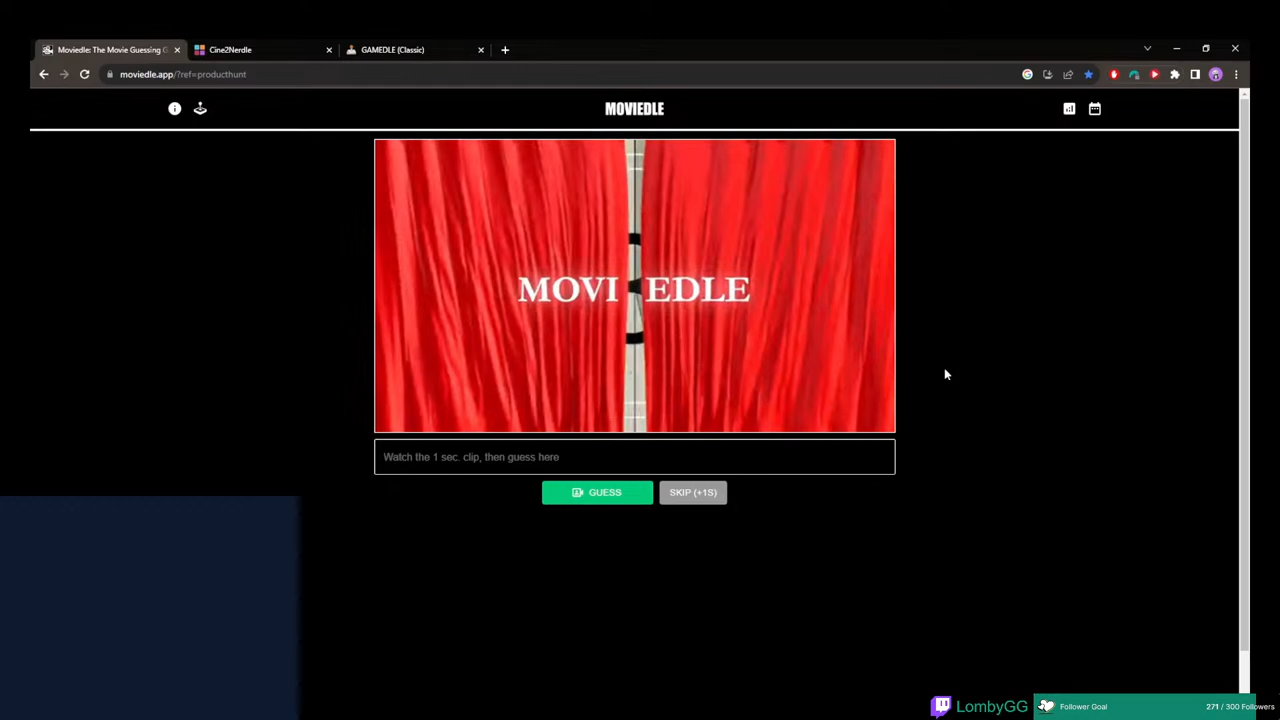 Moviedle: The Movie Guessing G
Cine2Nerdle
GAMEDLE (Classic)
moviedle.app/?ref=producthunt
MOVIEDLE
MOVI EDLE
Watch the 1 sec. clip, then guess here
GUESS
SKIP (+1S)
LombyGG
Follower Goal
271 / 300 Followers